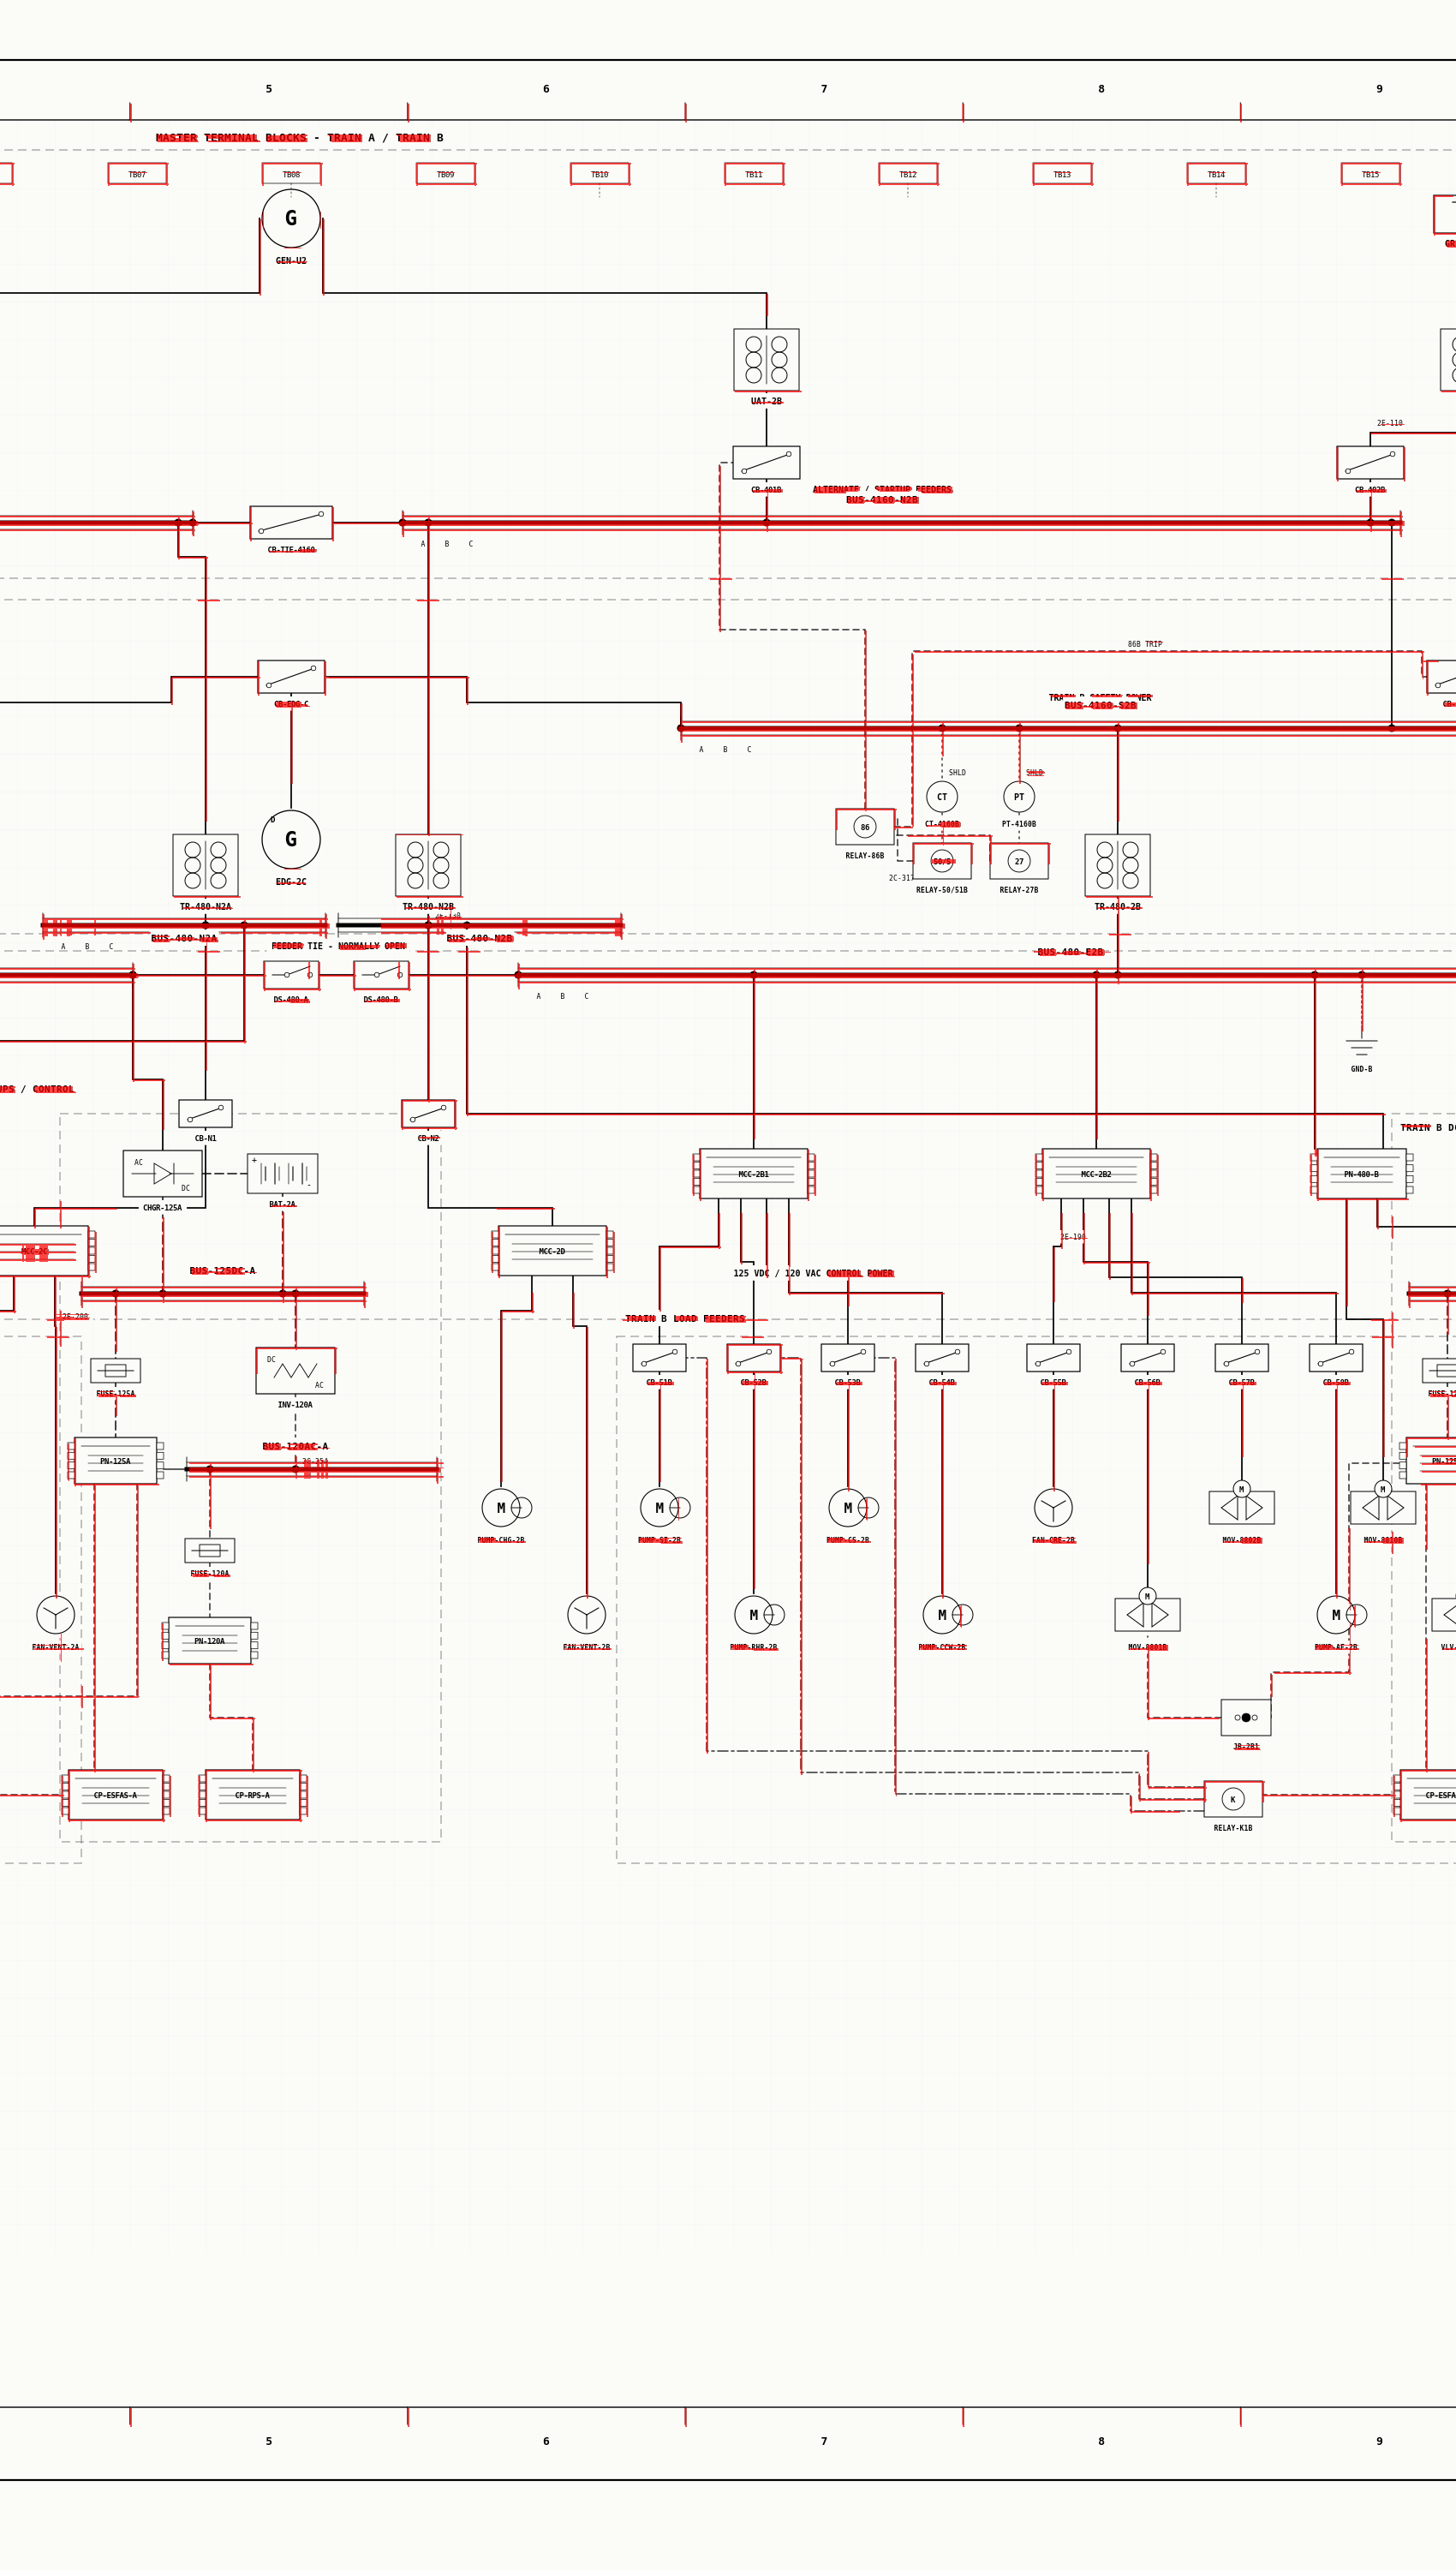 5 6 7 8 9
MASTER TERMINAL BLOCKS - TRAIN A / TRAIN B
TB07 TB08 TB09 TB10 TB11 TB12 TB13 TB14 TB15
G
GEN-U2
UAT-2B
2E-110
CB-401B
CB-402B
ALTERNATE / STARTUP FEEDERS
BUS-4160-N2B
CB-TIE-4160
A B C
86B TRIP
CB-EDG-C
BUS-4160-S2B
A B C
SHLD SHLD
CT PT
D
G
CT-4160B PT-4160B
86
27
RELAY-86B
EDG-2C
2C-317
RELAY-50/51B RELAY-27B
TR-480-N2A TR-480-N2B TR-480-2B
BUS-480-N2A
BUS-480-N2B
A B C
FEEDER TIE - NORMALLY OPEN
BUS-480-E2B
DS-480-A DS-480-B
A B C
GND-B
UPS / CONTROL
CB-N1 CB-N2
TRAIN B DC
AC
DC
+
-
MCC-2B1 MCC-2B2 PN-480-B
CHGR-125A
BAT-2A
2E-190
MCC-2C
MCC-2D
BUS-125DC-A
125 VDC / 120 VAC CONTROL POWER
2E-280
TRAIN B LOAD FEEDERS
DC
AC
CB-51B CB-52B CB-53B CB-54B CB-55B CB-56B CB-57B CB-58B
FUSE-125A
INV-120A
BUS-120AC-A
PN-125A
M M M M M
PUMP-CHG-2B PUMP-SI-2B PUMP-CS-2B FAN-CRE-2B MOV-8802B MOV-8810B
FUSE-120A
M
M M M
FAN-VENT-2A
PN-120A
FAN-VENT-2B PUMP-RHR-2B PUMP-CCW-2B MOV-8801B PUMP-AF-2B
JB-2B1
CP-ESFAS-A CP-RPS-A
K
RELAY-K1B
5 6 7 8 9